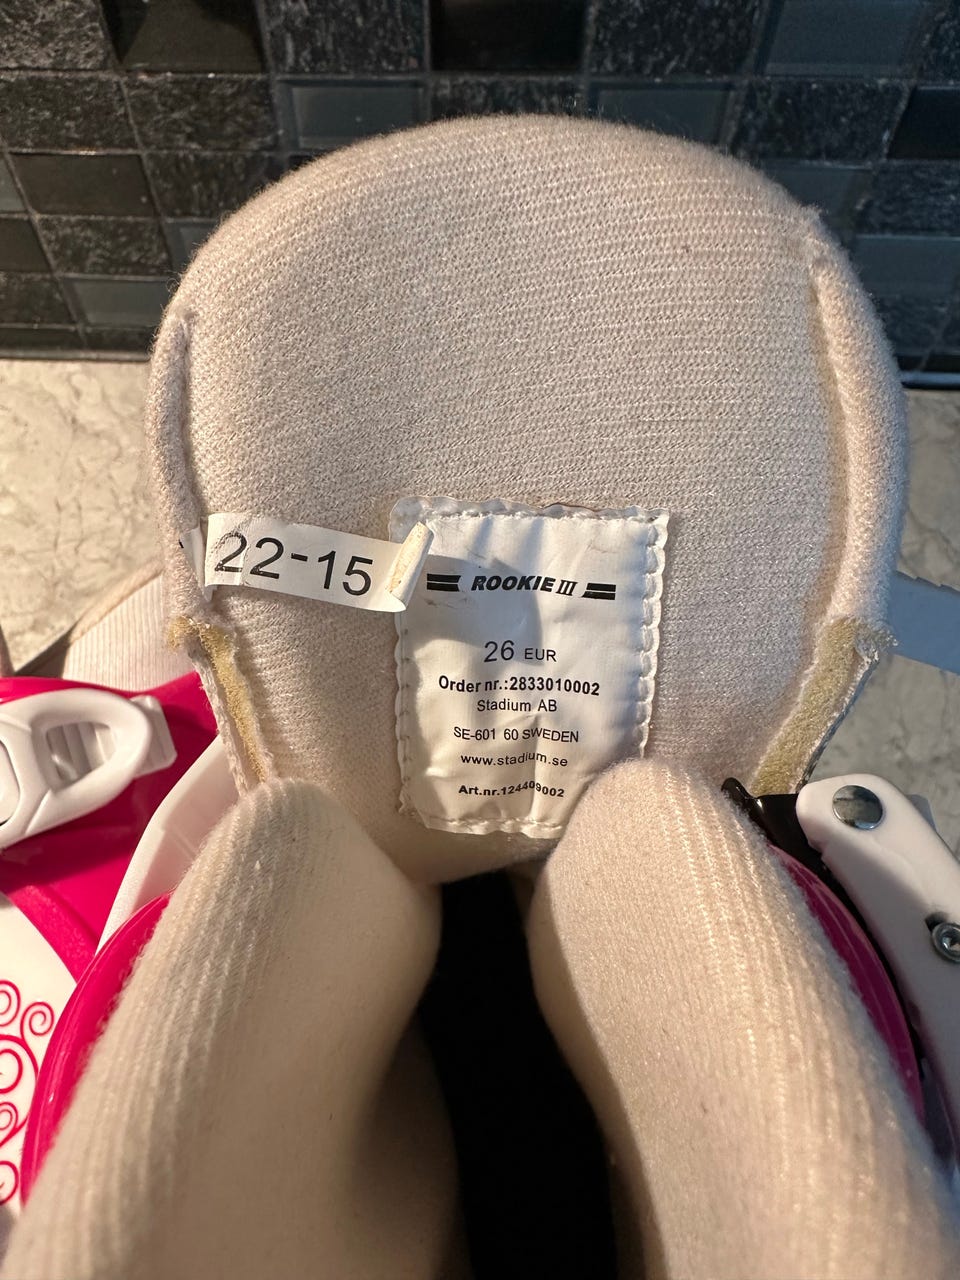 22-15
ROOKIE III
26 EUR
Order nr.:2833010002
Stadium AB
SE-601 60 SWEDEN
www.stadium.se
Art.nr.124409002